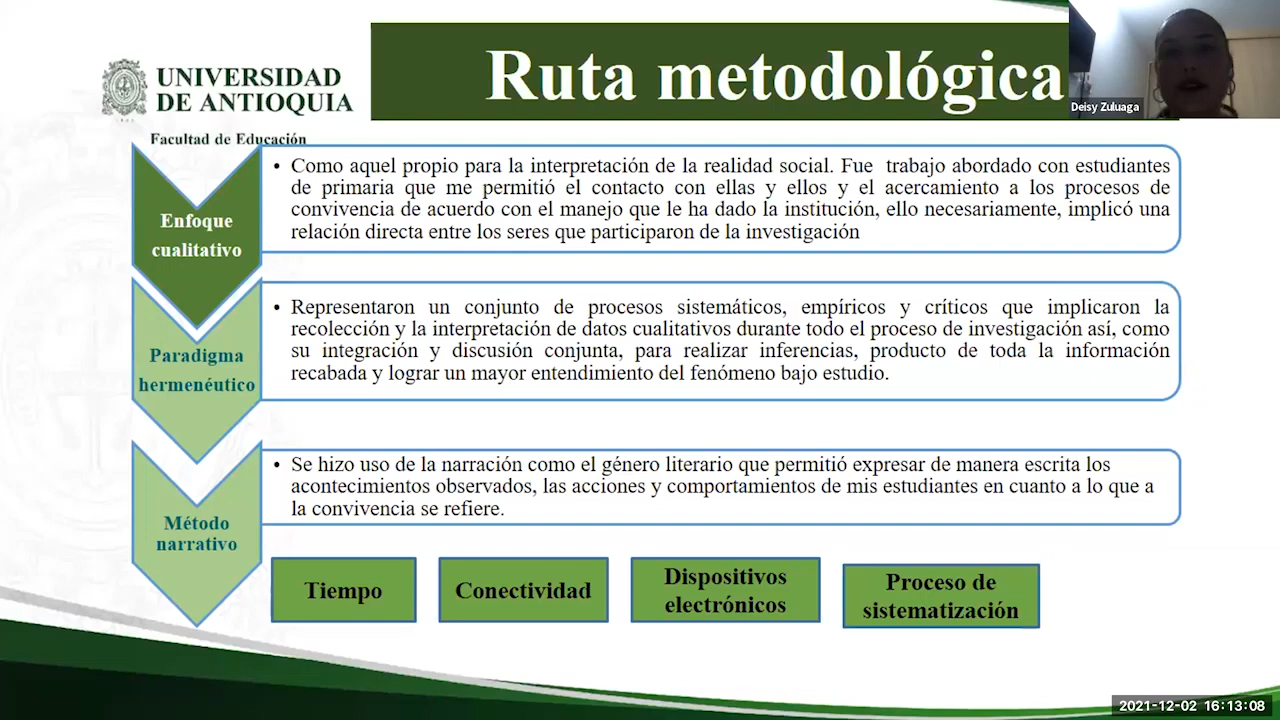 UNIVERSIDAD
DE ANTIOQUIA
Facultad de Educación
Ruta metodológica
Deisy Zuluaga
Enfoque
cualitativo
• Como aquel propio para la interpretación de la realidad social. Fue trabajo abordado con estudiantes
de primaria que me permitió el contacto con ellas y ellos y el acercamiento a los procesos de
convivencia de acuerdo con el manejo que le ha dado la institución, ello necesariamente, implicó una
relación directa entre los seres que participaron de la investigación
Paradigma
hermenéutico
• Representaron un conjunto de procesos sistemáticos, empíricos y críticos que implicaron la
recolección y la interpretación de datos cualitativos durante todo el proceso de investigación así, como
su integración y discusión conjunta, para realizar inferencias, producto de toda la información
recabada y lograr un mayor entendimiento del fenómeno bajo estudio.
Método
narrativo
• Se hizo uso de la narración como el género literario que permitió expresar de manera escrita los
acontecimientos observados, las acciones y comportamientos de mis estudiantes en cuanto a lo que a
la convivencia se refiere.
Tiempo
Conectividad
Dispositivos
electrónicos
Proceso de
sistematización
2021-12-02 16:13:08